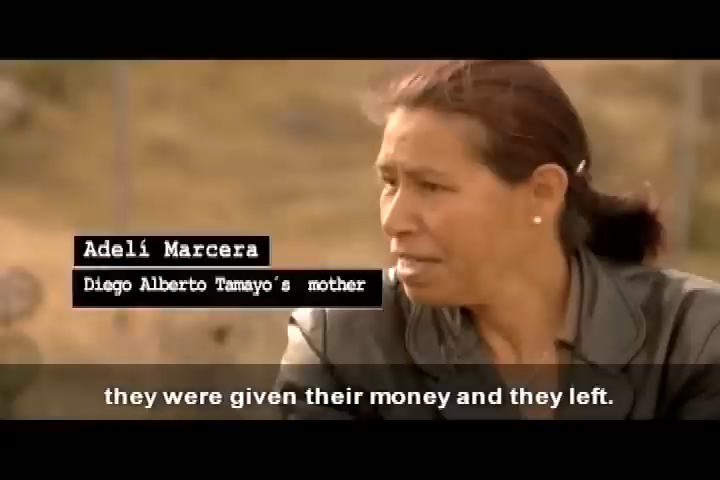 Adelí Marcera
Diego Alberto Tamayo´s mother
they were given their money and they left.